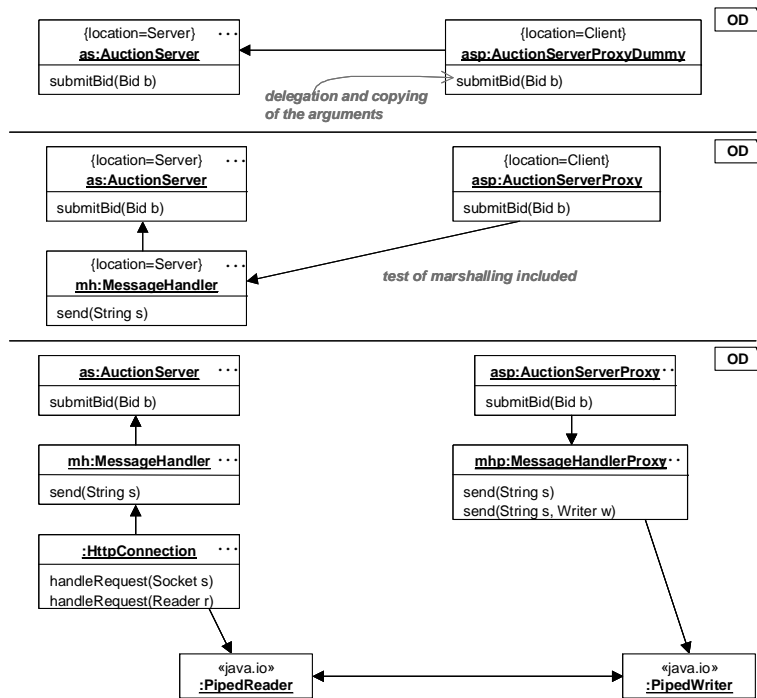 OD
{location=Server} ...
as:AuctionServer
submitBid(Bid b)
{location=Client}
asp:AuctionServerProxyDummy
submitBid(Bid b)
delegation and copying
of the arguments
OD
{location=Server} ...
as:AuctionServer
submitBid(Bid b)
{location=Client}
asp:AuctionServerProxy
submitBid(Bid b)
{location=Server} ...
mh:MessageHandler
send(String s)
test of marshalling included
OD
as:AuctionServer ...
submitBid(Bid b)
asp:AuctionServerProxy...
submitBid(Bid b)
mh:MessageHandler ...
send(String s)
mhp:MessageHandlerProxy...
send(String s)
send(String s, Writer w)
:HttpConnection ...
handleRequest(Socket s)
handleRequest(Reader r)
«java.io»
:PipedReader
«java.io»
:PipedWriter